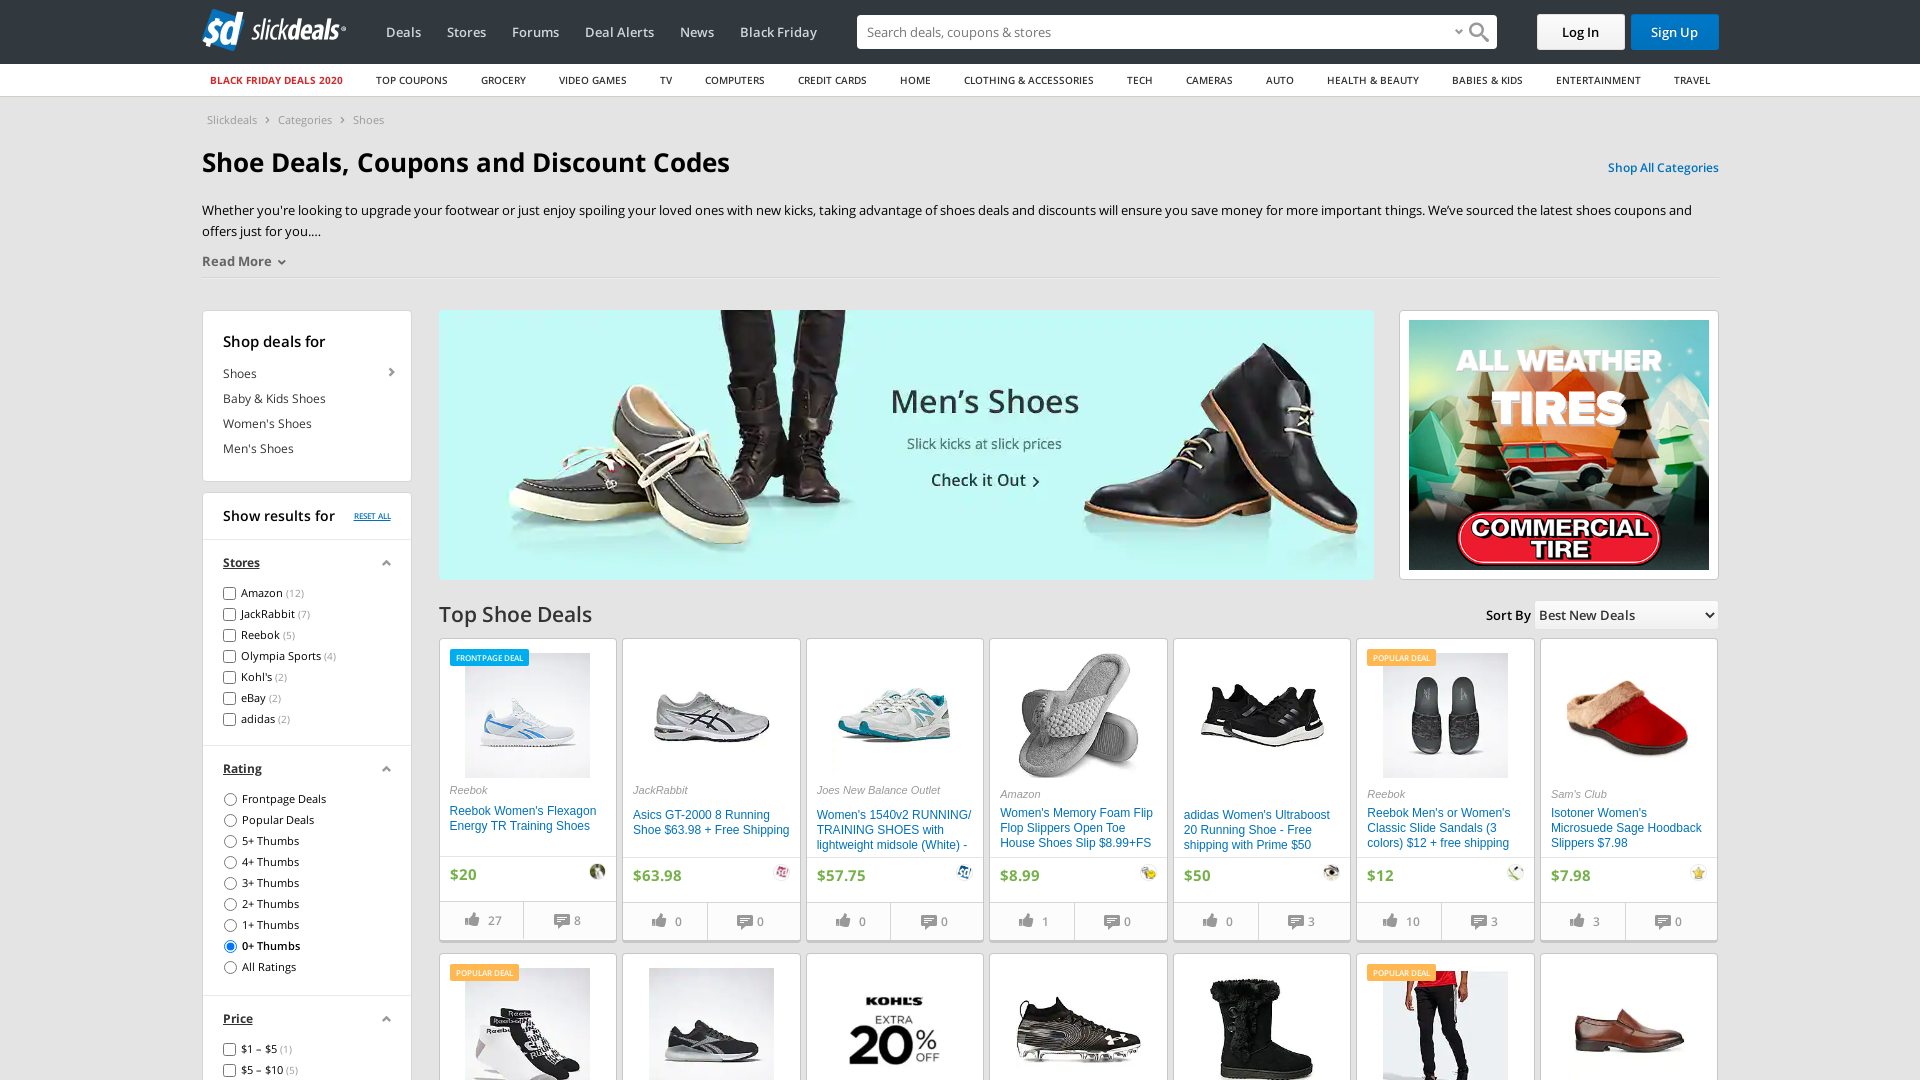 slickdeals
Deals
Stores
Forums
Deal Alerts
News
Black Friday
Search deals, coupons & stores
Log In
Sign Up
BLACK FRIDAY DEALS 2020
TOP COUPONS
GROCERY
VIDEO GAMES
TV
COMPUTERS
CREDIT CARDS
HOME
CLOTHING & ACCESSORIES
TECH
CAMERAS
AUTO
HEALTH & BEAUTY
BABIES & KIDS
ENTERTAINMENT
TRAVEL
Slickdeals > Categories > Shoes
Shoe Deals, Coupons and Discount Codes
Shop All Categories
Whether you're looking to upgrade your footwear or just enjoy spoiling your loved ones with new kicks, taking advantage of shoes deals and discounts will ensure you save money for more important things. We’ve sourced the latest shoes coupons and
offers just for you.…
Read More
Shop deals for
Shoes
Baby & Kids Shoes
Women's Shoes
Men's Shoes
Show results for
RESET ALL
Stores
Amazon (12)
JackRabbit (7)
Reebok (5)
Olympia Sports (4)
Kohl's (2)
eBay (2)
adidas (2)
Rating
Frontpage Deals
Popular Deals
5+ Thumbs
4+ Thumbs
3+ Thumbs
2+ Thumbs
1+ Thumbs
0+ Thumbs
All Ratings
Price
$1 – $5 (1)
$5 – $10 (5)
Men’s Shoes
Slick kicks at slick prices
Check it Out
ALL WEATHER
TIRES
COMMERCIAL
TIRE
Top Shoe Deals
Sort By
Best New Deals
FRONTPAGE DEAL
Reebok
Reebok Women's Flexagon
Energy TR Training Shoes
$20
27
8
JackRabbit
Asics GT-2000 8 Running
Shoe $63.98 + Free Shipping
$63.98
0
0
Joes New Balance Outlet
Women's 1540v2 RUNNING/
TRAINING SHOES with
lightweight midsole (White) -
$57.75
0
0
Amazon
Women's Memory Foam Flip
Flop Slippers Open Toe
House Shoes Slip $8.99+FS
$8.99
1
0
adidas Women's Ultraboost
20 Running Shoe - Free
shipping with Prime $50
$50
0
3
POPULAR DEAL
Reebok
Reebok Men's or Women's
Classic Slide Sandals (3
colors) $12 + free shipping
$12
10
3
Sam's Club
Isotoner Women's
Microsuede Sage Hoodback
Slippers $7.98
$7.98
3
0
POPULAR DEAL
KOHL'S
EXTRA
20%
OFF
POPULAR DEAL